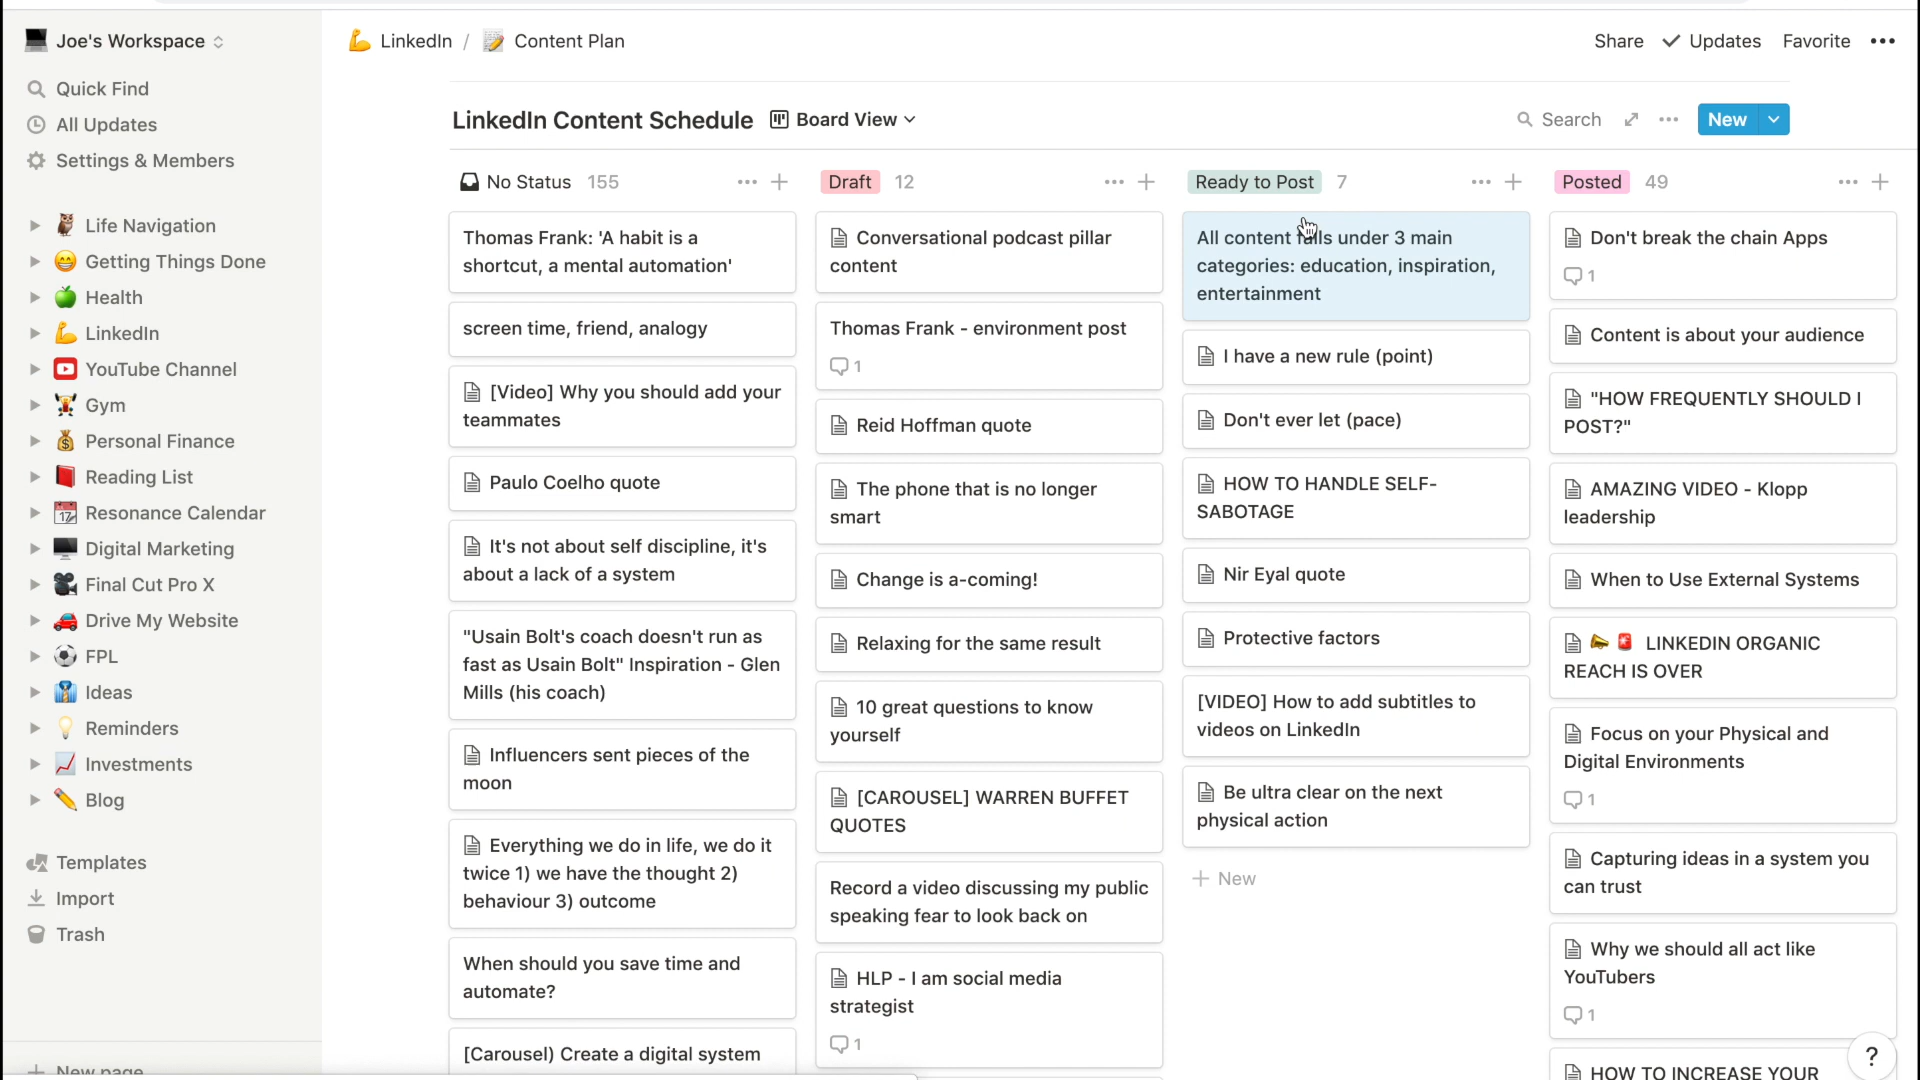 Joe's Workspace
Quick Find
All Updates
Settings & Members
Life Navigation
Getting Things Done
Health
LinkedIn
YouTube Channel
Gym
Personal Finance
Reading List
Resonance Calendar
Digital Marketing
Final Cut Pro X
Drive My Website
FPL
Ideas
Reminders
Investments
Blog
Templates
Import
Trash
New page
LinkedIn / Content Plan
Share Updates Favorite
LinkedIn Content Schedule Board View
Search New
No Status 155
Thomas Frank: 'A habit is a
shortcut, a mental automation'
screen time, friend, analogy
[Video] Why you should add your
teammates
Paulo Coelho quote
It's not about self discipline, it's
about a lack of a system
"Usain Bolt's coach doesn't run as
fast as Usain Bolt" Inspiration - Glen
Mills (his coach)
Influencers sent pieces of the
moon
Everything we do in life, we do it
twice 1) we have the thought 2)
behaviour 3) outcome
When should you save time and
automate?
[Carousel) Create a digital system
Draft 12
Conversational podcast pillar
content
Thomas Frank - environment post
1
Reid Hoffman quote
The phone that is no longer
smart
Change is a-coming!
Relaxing for the same result
10 great questions to know
yourself
[CAROUSEL] WARREN BUFFET
QUOTES
Record a video discussing my public
speaking fear to look back on
HLP - I am social media
strategist
1
Ready to Post 7
All content falls under 3 main
categories: education, inspiration,
entertainment
I have a new rule (point)
Don't ever let (pace)
HOW TO HANDLE SELF-
SABOTAGE
Nir Eyal quote
Protective factors
[VIDEO] How to add subtitles to
videos on LinkedIn
Be ultra clear on the next
physical action
New
Posted 49
Don't break the chain Apps
1
Content is about your audience
"HOW FREQUENTLY SHOULD I
POST?"
AMAZING VIDEO - Klopp
leadership
When to Use External Systems
LINKEDIN ORGANIC
REACH IS OVER
Focus on your Physical and
Digital Environments
1
Capturing ideas in a system you
can trust
Why we should all act like
YouTubers
1
HOW TO INCREASE YOUR
?